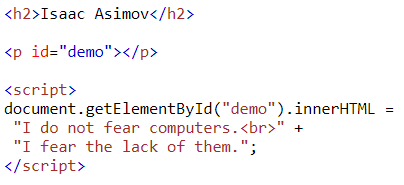 <h2>Isaac Asimov</h2>
<p id="demo"></p>
<script>
document.getElementById("demo").innerHTML =
"I do not fear computers.<br>" +
"I fear the lack of them.";
</script>